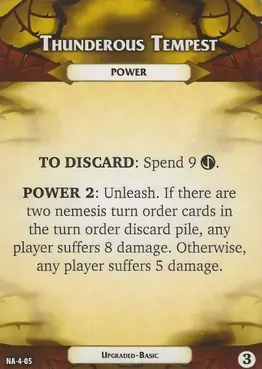 THUNDEROUS TEMPEST
POWER
TO DISCARD: Spend 9 .
POWER 2: Unleash. If there are
two nemesis turn order cards in
the turn order discard pile, any
player suffers 8 damage. Otherwise,
any player suffers 5 damage.
NA-4-05
UPGRADED-BASIC
3